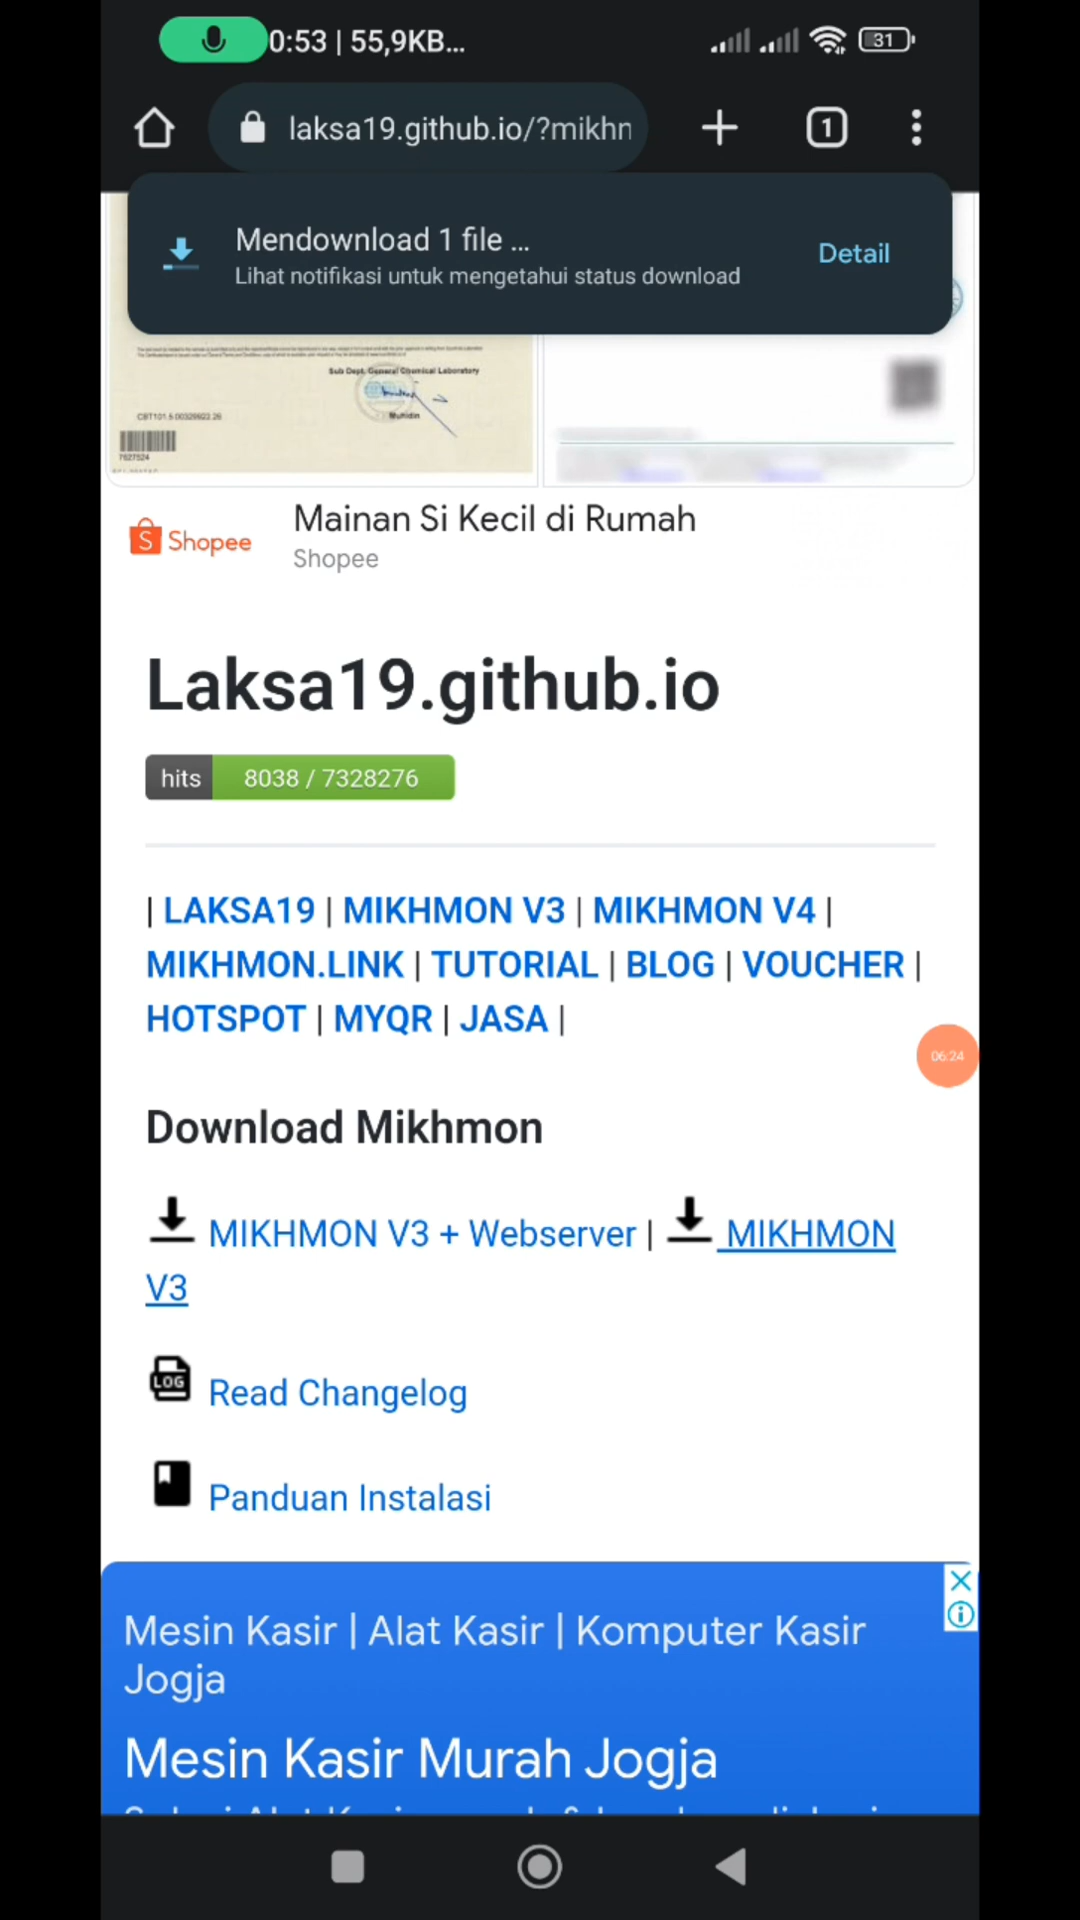 0:53 | 55,9KB...
31
laksa19.github.io/?mikhn
1
Mendownload 1 file ...
Lihat notifikasi untuk mengetahui status download
Detail
Sub Dept. General Chemical Laboratory
Muhidin
7627524
Shopee
Mainan Si Kecil di Rumah
Shopee
Laksa19.github.io
hits 8038 / 7328276
| LAKSA19 | MIKHMON V3 | MIKHMON V4 |
MIKHMON.LINK | TUTORIAL | BLOG | VOUCHER |
HOTSPOT | MYQR | JASA |
06:24
Download Mikhmon
MIKHMON V3 + Webserver | MIKHMON
V3
LOG
Read Changelog
Panduan Instalasi
Mesin Kasir | Alat Kasir | Komputer Kasir
Jogja
Mesin Kasir Murah Jogja